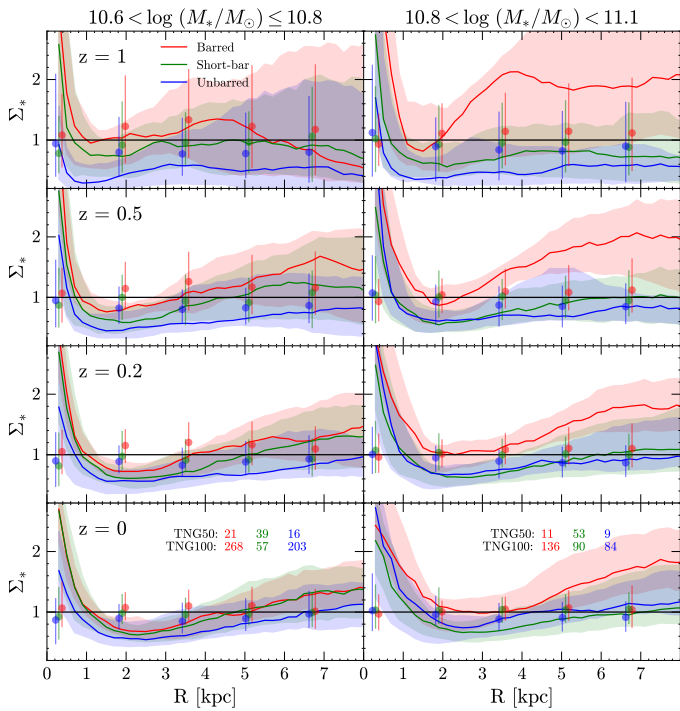 10.6 < log (M*/M⊙) ≤ 10.8
10.8 < log (M*/M⊙) < 11.1
z = 1
Barred
Short-bar
Unbarred
Σ*
2
1
z = 0.5
Σ*
2
1
z = 0.2
Σ*
2
1
z = 0
TNG50: 21 39 16
TNG100: 268 57 203
TNG50: 11 53 9
TNG100: 136 90 84
Σ*
2
1
0 1 2 3 4 5 6 7
0 1 2 3 4 5 6 7
R [kpc]
R [kpc]